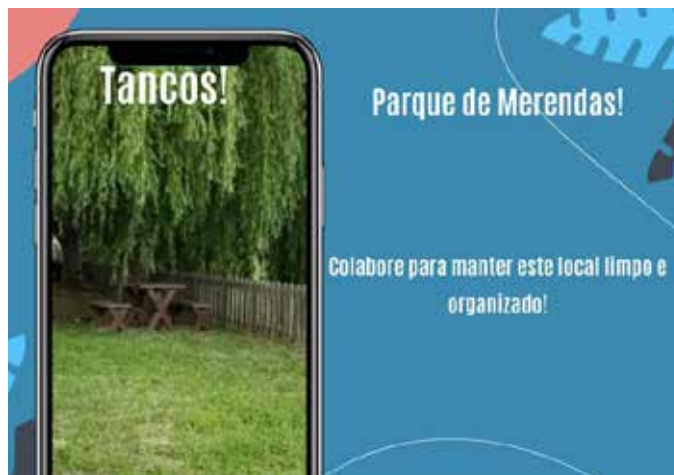 Tancos!
Parque de Merendas!
Colabore para manter este local limpo e
organizado!